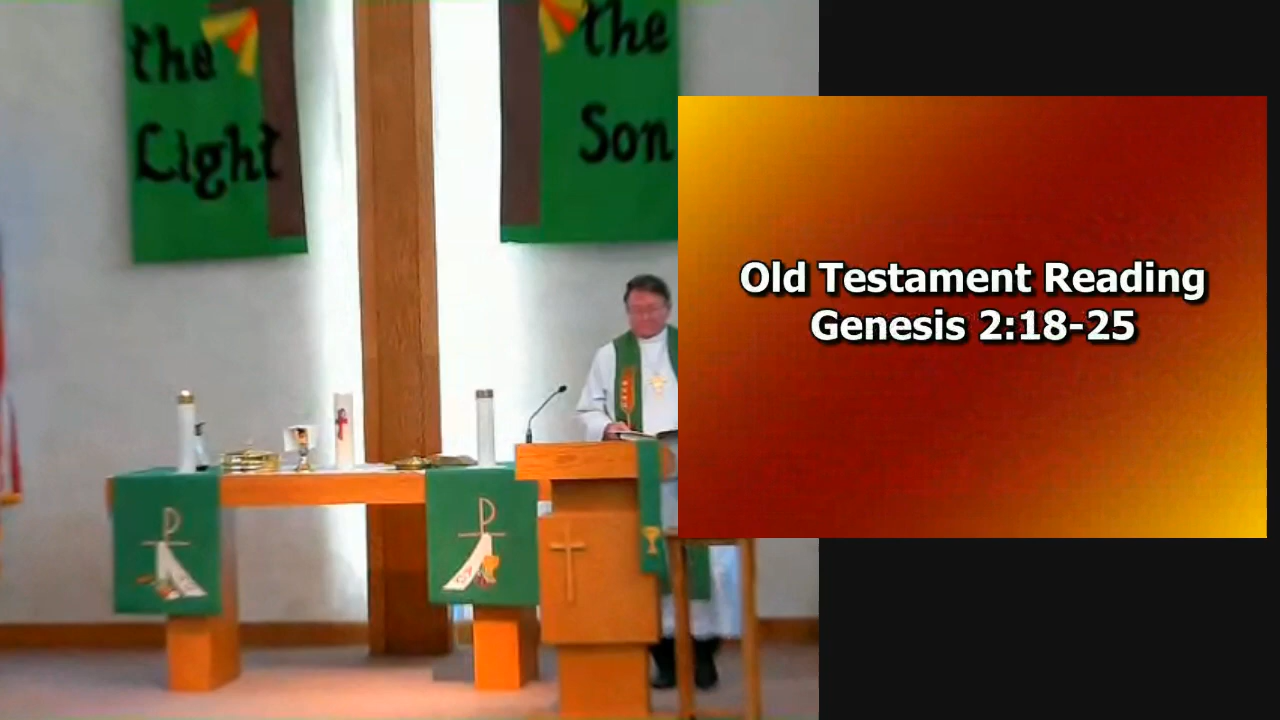 the
Light
the
Son
Old Testament Reading
Genesis 2:18-25